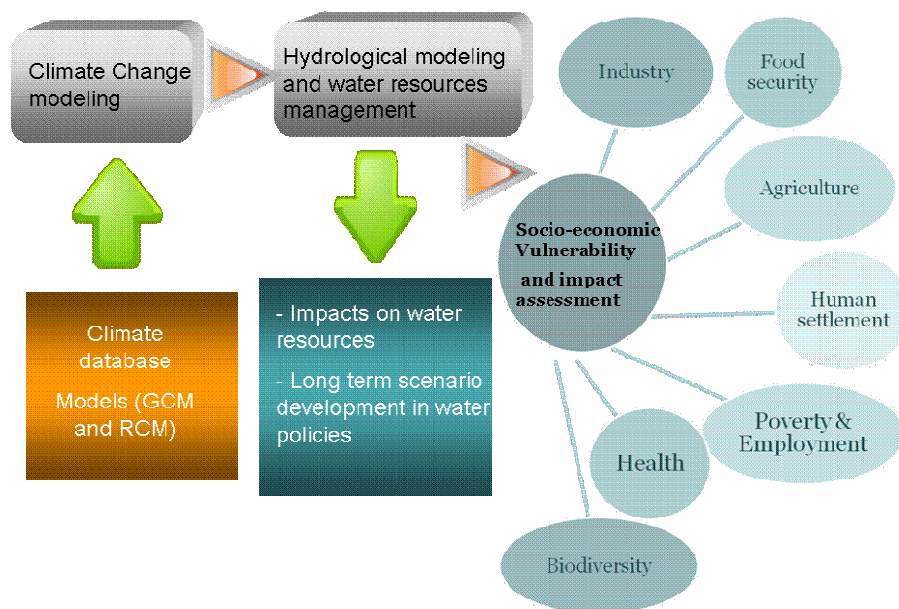 Climate Change
modeling
Hydrological modeling
and water resources
management
Climate
database
Models (GCM
and RCM)
- Impacts on water
resources
- Long term scenario
development in water
policies
Socio-economic
Vulnerability
and impact
assessment
Industry
Food
security
Agriculture
Human
settlement
Poverty &
Employment
Health
Biodiversity